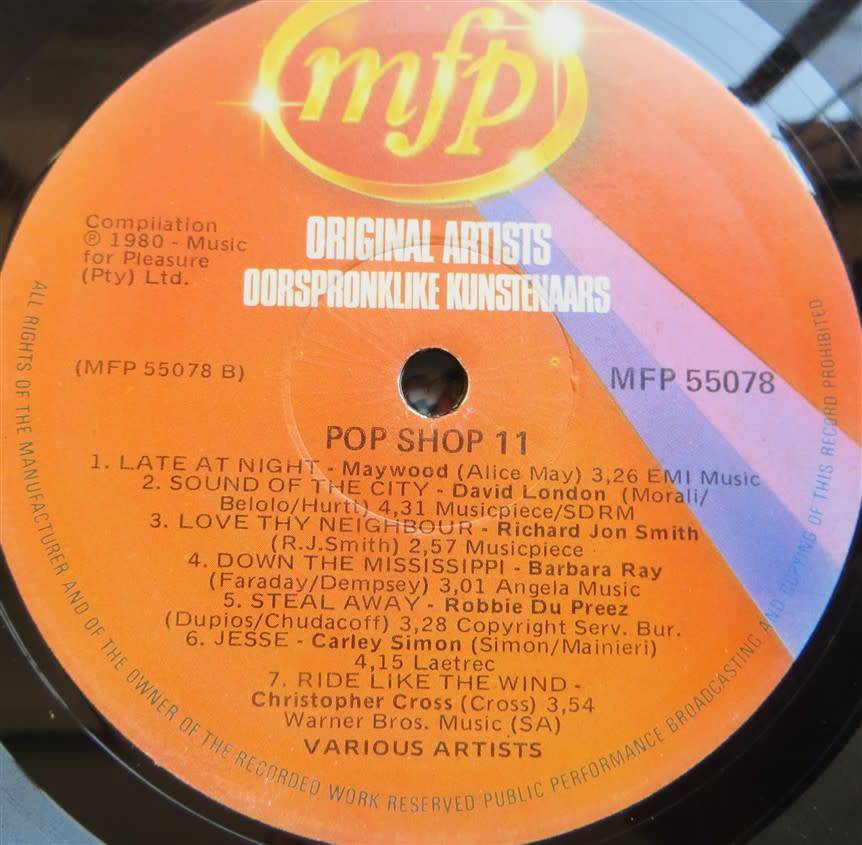 mfp
ORIGINAL ARTISTS
OORSPRONKLIKE KUNSTENAARS
Compilation
℗ 1980 - Music
for Pleasure
(Pty) Ltd.
(MFP 55078 B)
MFP 55078
POP SHOP 11
1. LATE AT NIGHT - Maywood (Alice May) 3,26 EMI Music
2. SOUND OF THE CITY - David London (Morali/
Belolo/Hurtt) 4,31 Musicpiece/SDRM
3. LOVE THY NEIGHBOUR - Richard Jon Smith
(R.J.Smith) 2,57 Musicpiece
4. DOWN THE MISSISSIPPI - Barbara Ray
(Faraday/Dempsey) 3,01 Angela Music
5. STEAL AWAY - Robbie Du Preez
(Dupios/Chudacoff) 3,28 Copyright Serv. Bur.
6. JESSE - Carley Simon (Simon/Mainieri)
4,15 Laetrec
7. RIDE LIKE THE WIND -
Christopher Cross (Cross) 3,54
Warner Bros. Music (SA)
VARIOUS ARTISTS
ALL RIGHTS OF THE MANUFACTURER AND OF THE OWNER OF THE RECORDED WORK RESERVED PUBLIC PERFORMANCE BROADCASTING AND COPYING OF THIS RECORD PROHIBITED